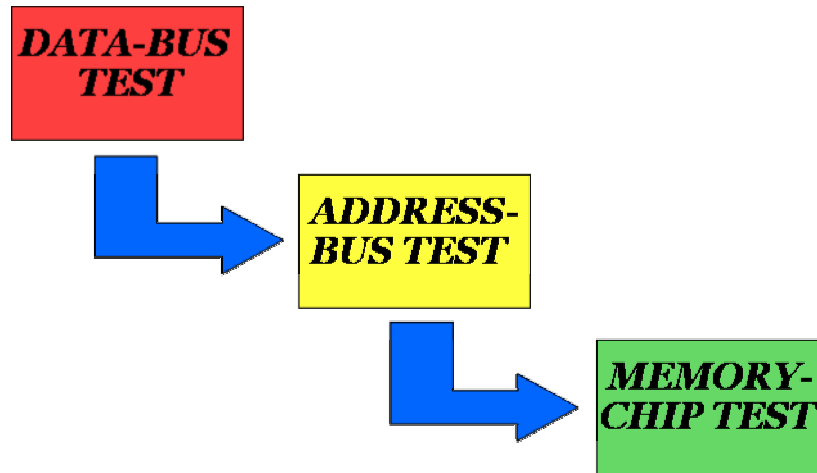 DATA-BUS
TEST
ADDRESS-
BUS TEST
MEMORY-
CHIP TEST